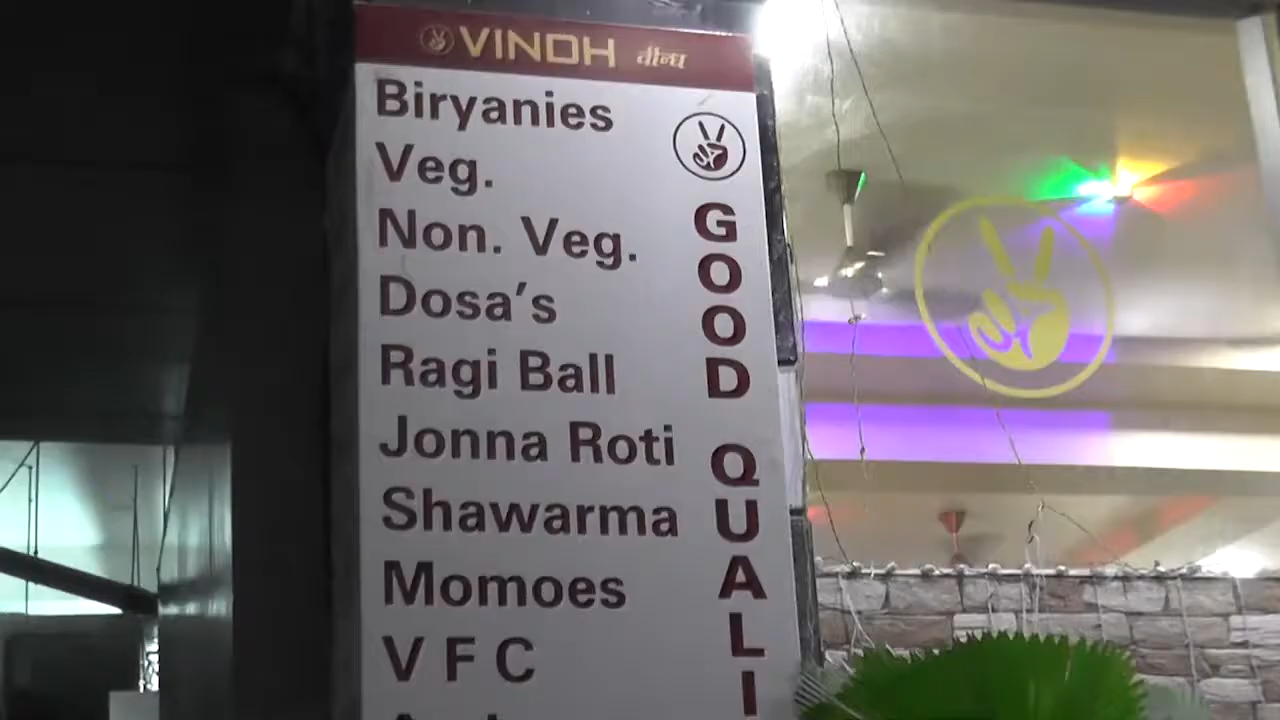 VINDH वीन्ध
Biryanies
Veg.
Non. Veg.
Dosa's
Ragi Ball
Jonna Roti
Shawarma
Momoes
V F C
GOOD QUALI